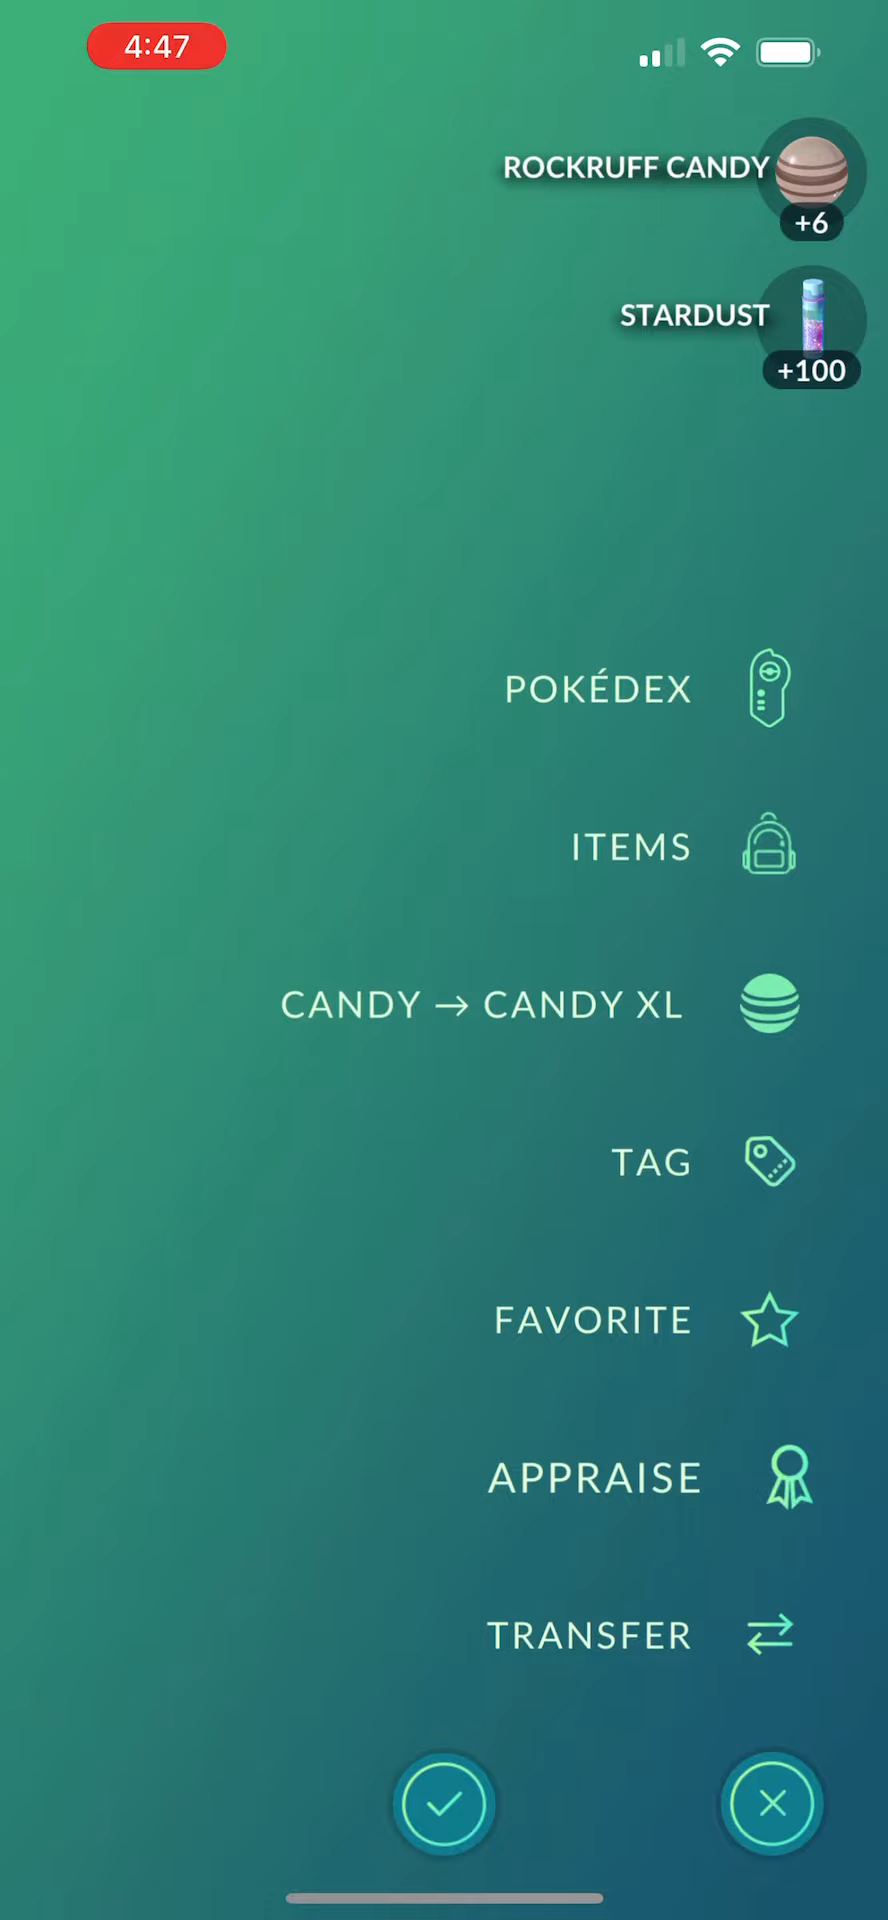 4:47
ROCKRUFF CANDY
+6
STARDUST
+100
POKÉDEX
ITEMS
CANDY → CANDY XL
TAG
FAVORITE
APPRAISE
TRANSFER